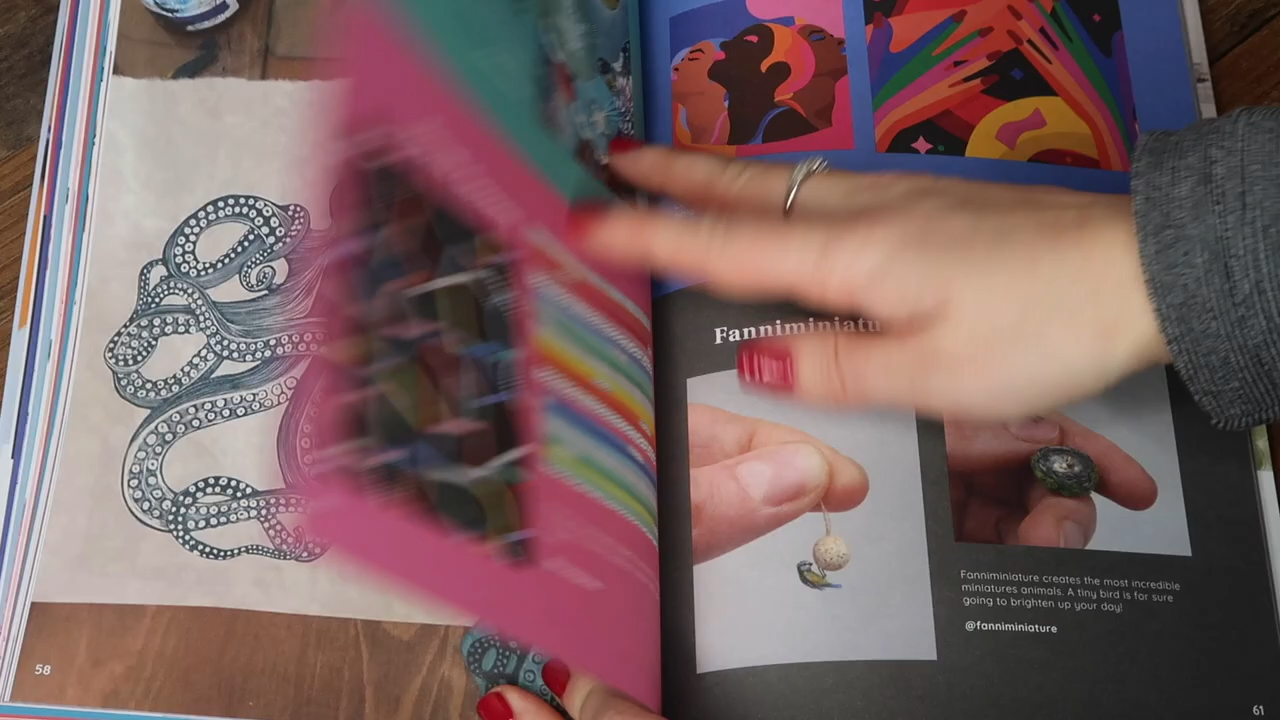 58
Fanniminiatu
Fanniminiature creates the most incredible
miniatures animals. A tiny bird is for sure
going to brighten up your day!
@fanniminiature
61